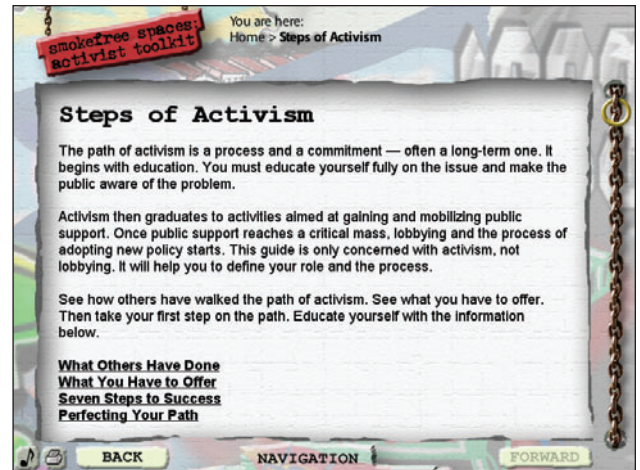 smokefree spaces:
activist toolkit
You are here:
Home > Steps of Activism
Steps of Activism
The path of activism is a process and a commitment — often a long-term one. It
begins with education. You must educate yourself fully on the issue and make the
public aware of the problem.
Activism then graduates to activities aimed at gaining and mobilizing public
support. Once public support reaches a critical mass, lobbying and the process of
adopting new policy starts. This guide is only concerned with activism, not
lobbying. It will help you to define your role and the process.
See how others have walked the path of activism. See what you have to offer.
Then take your first step on the path. Educate yourself with the information
below.
What Others Have Done
What You Have to Offer
Seven Steps to Success
Perfecting Your Path
BACK
NAVIGATION
FORWARD